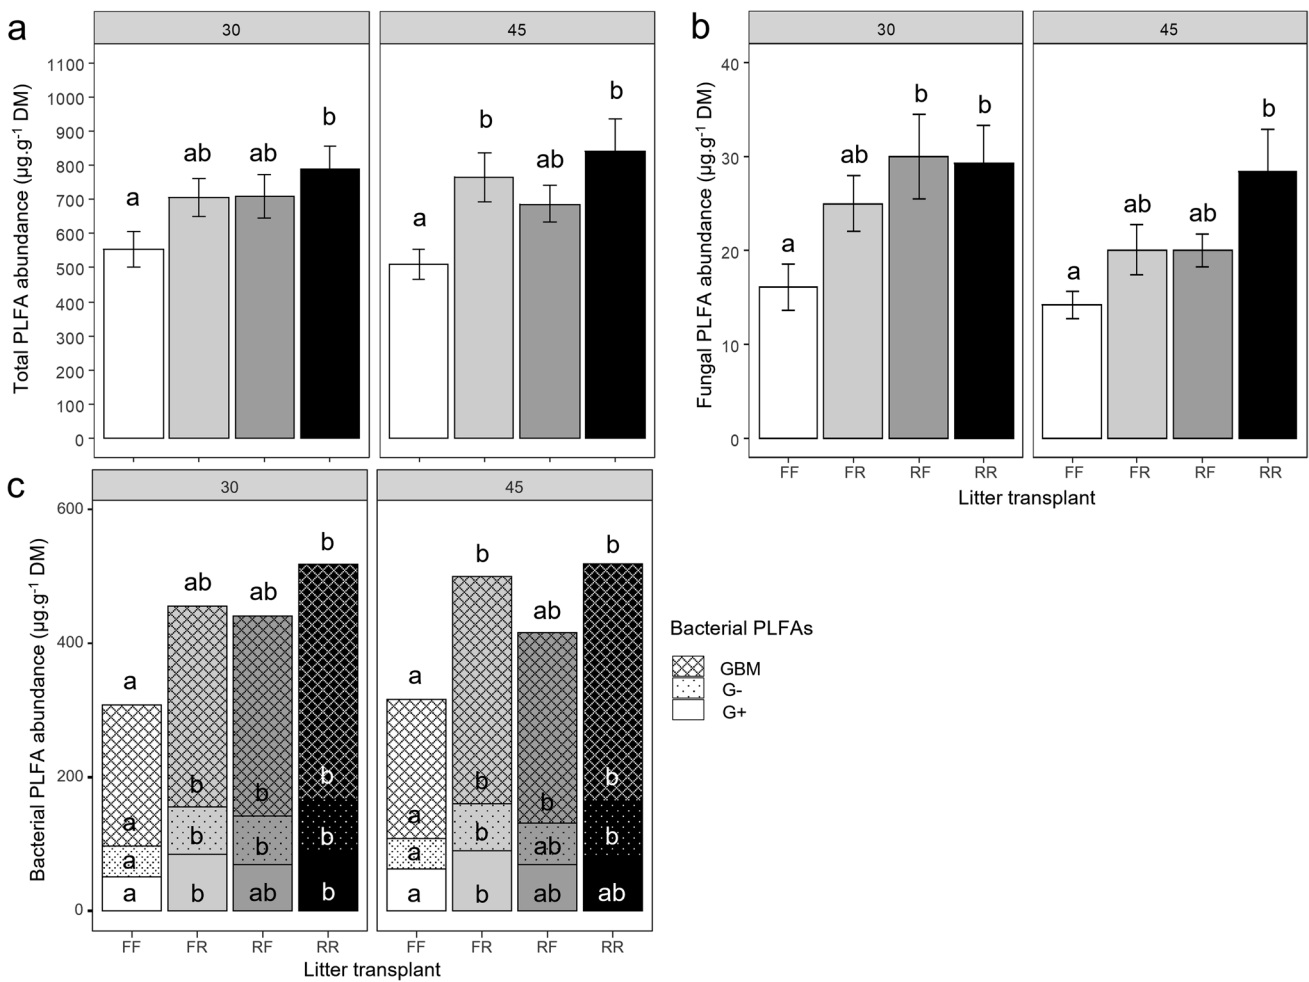 a
30
45
Total PLFA abundance (µg.g-1 DM)
1100
1000
900
800
700
600
500
400
300
200
100
0
a
ab
ab
b
a
b
ab
b
b
30
45
Fungal PLFA abundance (µg.g-1 DM)
40
30
20
10
0
a
ab
b
b
a
ab
ab
b
FF
FR
RF
RR
FF
FR
RF
RR
Litter transplant
c
30
45
Bacterial PLFA abundance (µg.g-1 DM)
600
400
200
0
a
ab
ab
b
a
b
ab
b
a
b
b
b
a
b
b
b
a
b
b
b
a
b
ab
b
a
b
ab
b
a
b
ab
ab
FF
FR
RF
RR
FF
FR
RF
RR
Litter transplant
Bacterial PLFAs
GBM
G-
G+